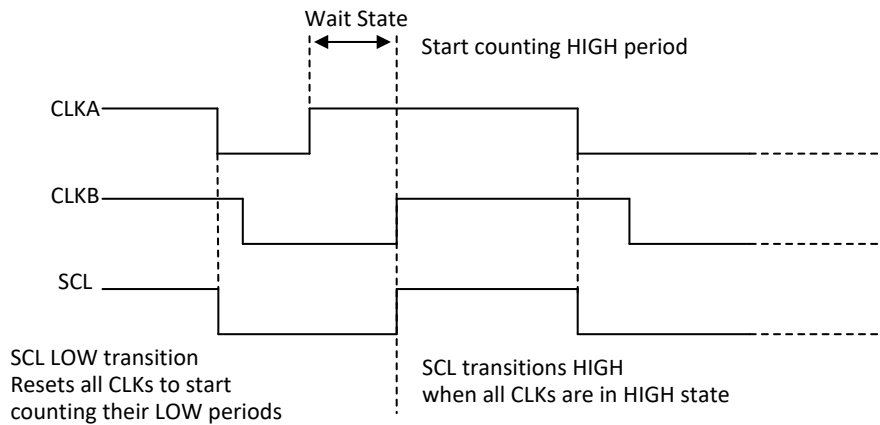 Wait State
Start counting HIGH period
CLKA
CLKB
SCL
SCL LOW transition
Resets all CLKs to start
counting their LOW periods
SCL transitions HIGH
when all CLKs are in HIGH state